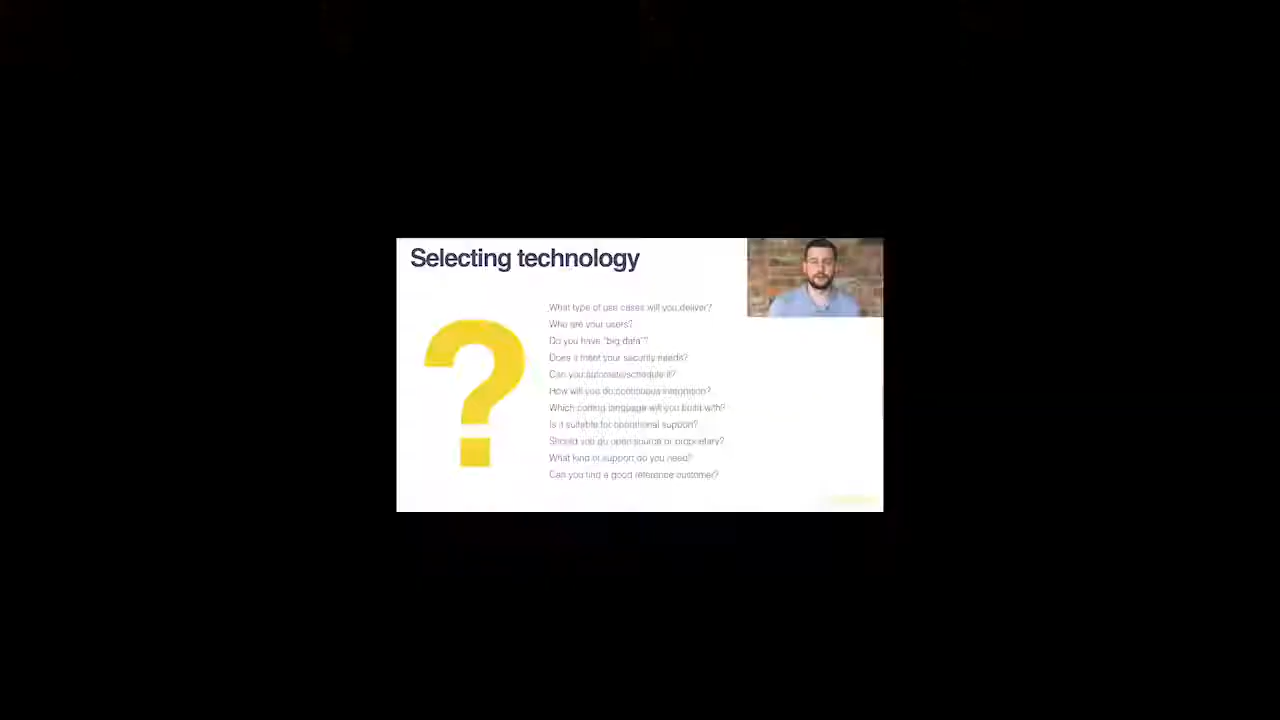 Selecting technology
What type of use cases will you deliver?
Who are your users?
Do you have "big data"?
Does it meet your security needs?
Can you automate/schedule it?
How will you do continuous integration?
Which coding language will you build with?
Is it suitable for operational support?
Should you go open source or proprietary?
What kind of support do you need?
Can you find a good reference customer?